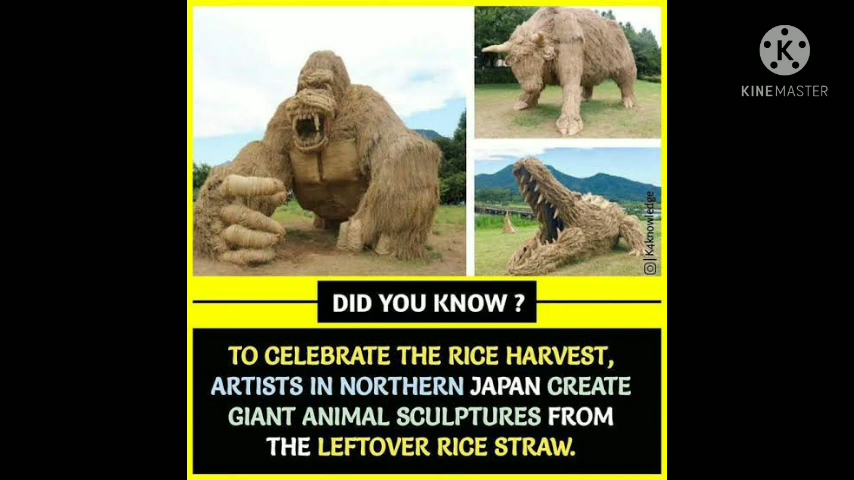 KINEMASTER
K4knowledge
DID YOU KNOW ?
TO CELEBRATE THE RICE HARVEST,
ARTISTS IN NORTHERN JAPAN CREATE
GIANT ANIMAL SCULPTURES FROM
THE LEFTOVER RICE STRAW.